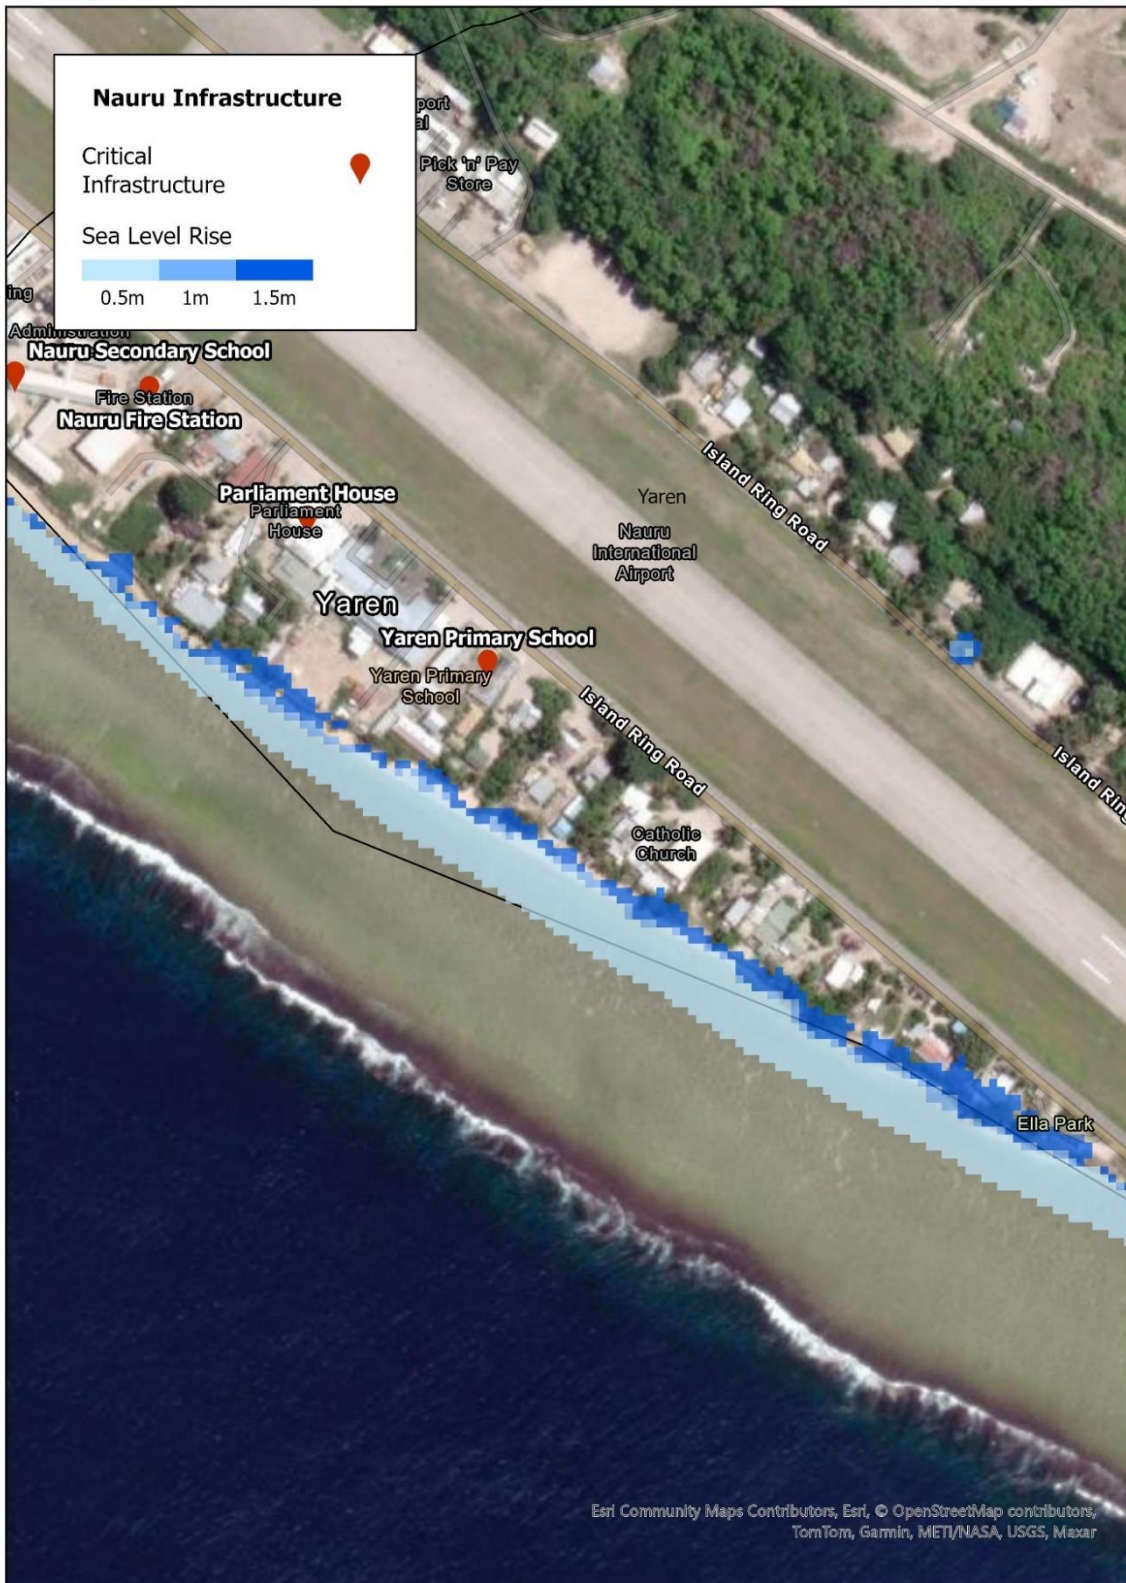 Nauru Infrastructure
Critical
Infrastructure
Sea Level Rise
0.5m 1m 1.5m
Pick 'n' Pay
Store
Nauru Secondary School
Fire Station
Nauru Fire Station
Parliament House
Parliament
House
Yaren
Nauru
International
Airport
Island Ring Road
Yaren
Yaren Primary School
Yaren Primary
School
Island Ring Road
Island Ring
Catholic
Church
Ella Park
Esri Community Maps Contributors, Esri, © OpenStreetMap contributors,
TomTom, Garmin, METI/NASA, USGS, Maxar